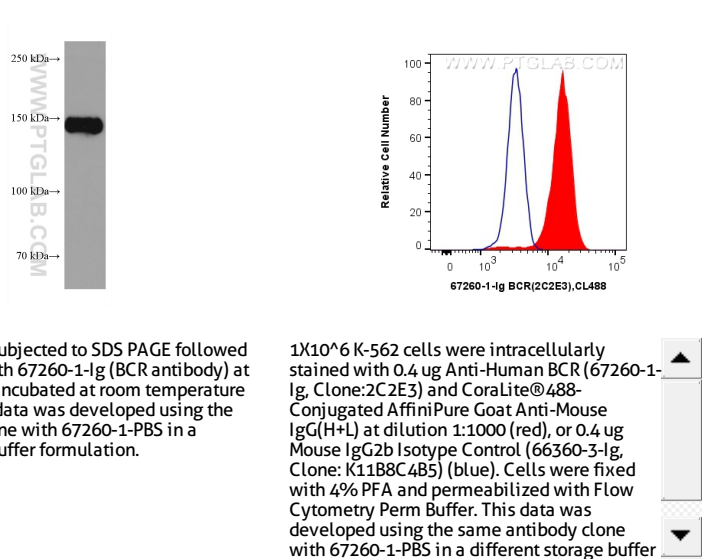 250 kDa→
150 kDa→
100 kDa→
70 kDa→
WWW.PTGLAB.COM
WWW.PTGLAB.COM
Relative Cell Number
100
80
60
40
20
0
0 10^3 10^4 10^5
67260-1-Ig BCR(2C2E3),CL488
ubjected to SDS PAGE followed
th 67260-1-Ig (BCR antibody) at
ncubated at room temperature
data was developed using the
ne with 67260-1-PBS in a
uffer formulation.
1X10^6 K-562 cells were intracellularly
stained with 0.4 ug Anti-Human BCR (67260-1-
Ig, Clone:2C2E3) and CoraLite®488-
Conjugated AffiniPure Goat Anti-Mouse
IgG(H+L) at dilution 1:1000 (red), or 0.4 ug
Mouse IgG2b Isotype Control (66360-3-Ig,
Clone: K11B8C4B5) (blue). Cells were fixed
with 4% PFA and permeabilized with Flow
Cytometry Perm Buffer. This data was
developed using the same antibody clone
with 67260-1-PBS in a different storage buffer